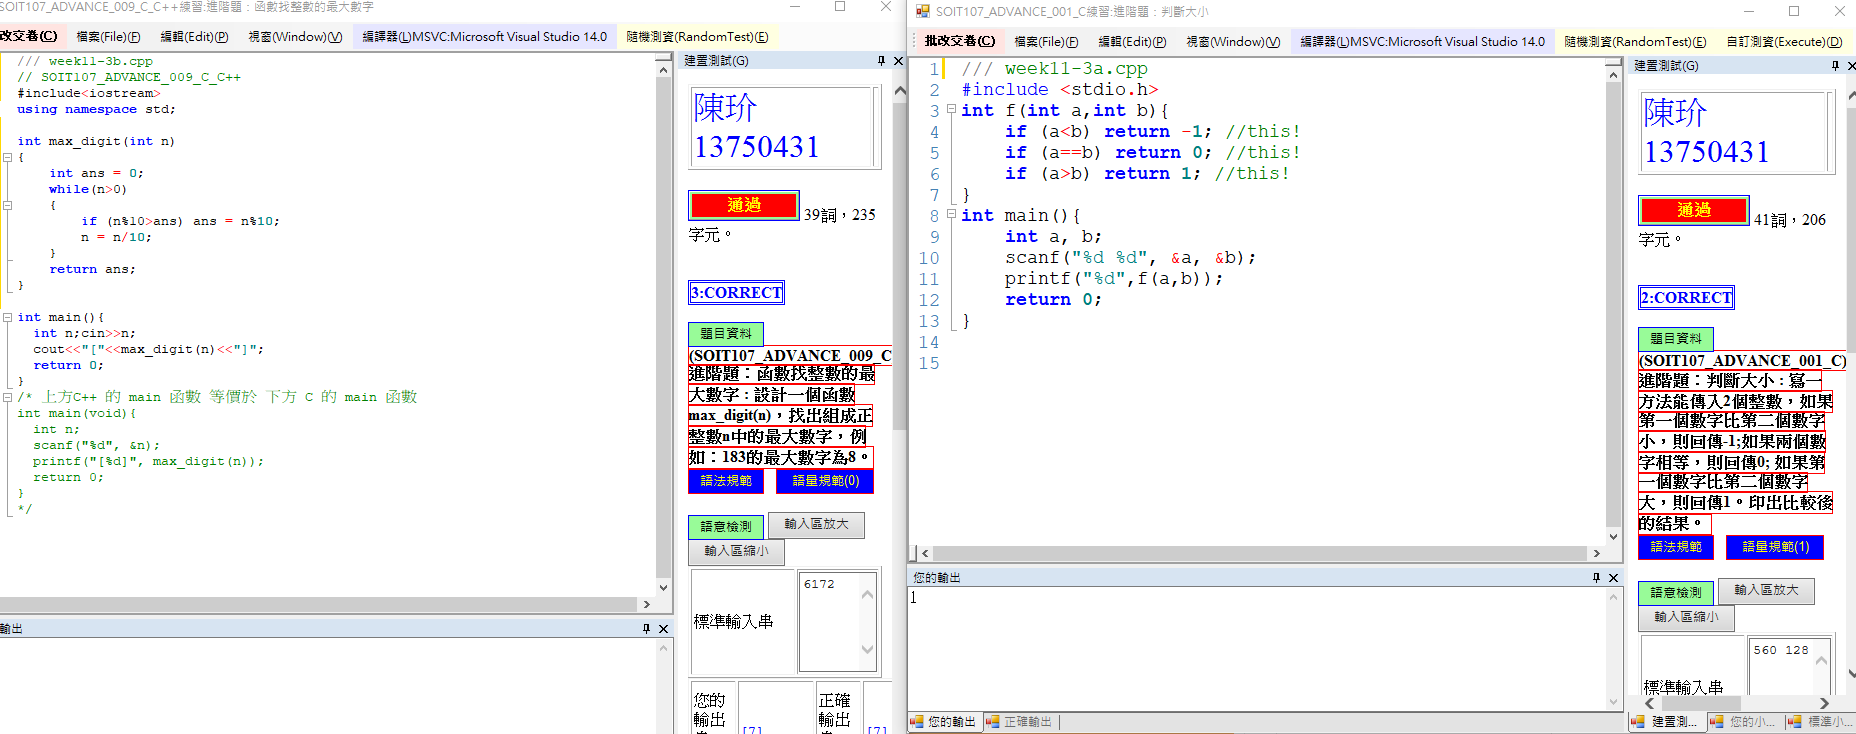 SOIT107_ADVANCE_009_C_C++練習:進階題：函數找整數的最大數字
改交卷(C) 檔案(File)(F) 編輯(Edit)(P) 視窗(Window)(V) 編譯器(L)MSVC:Microsoft Visual Studio 14.0 隨機測資(RandomTest)(E)
/// week11-3b.cpp
// SOIT107_ADVANCE_009_C_C++
#include<iostream>
using namespace std;
int max_digit(int n)
{
int ans = 0;
while(n>0)
{
if (n%10>ans) ans = n%10;
n = n/10;
}
return ans;
}
int main(){
int n;cin>>n;
cout<<"["<<max_digit(n)<<"]";
return 0;
}
/* 上方C++ 的 main 函數 等價於 下方 C 的 main 函數
int main(void){
int n;
scanf("%d", &n);
printf("[%d]", max_digit(n));
return 0;
}
*/
輸出
建置測試(G)
陳玠
13750431
通過 39詞，235
字元。
3:CORRECT
題目資料
(SOIT107_ADVANCE_009_C
進階題：函數找整數的最
大數字：設計一個函數
max_digit(n)，找出組成正
整數n中的最大數字，例
如：183的最大數字為8。
語法規範 語量規範(0)
語意檢測 輸入區放大
輸入區縮小
標準輸入串 6172
您的
輸出
[7]
正確
輸出
[7]
SOIT107_ADVANCE_001_C練習:進階題：判斷大小
批改交卷(C) 檔案(File)(F) 編輯(Edit)(P) 視窗(Window)(V) 編譯器(L)MSVC:Microsoft Visual Studio 14.0 隨機測資(RandomTest)(E) 自訂測資(Execute)(D)
1 /// week11-3a.cpp
2 #include <stdio.h>
3 int f(int a,int b){
4 if (a<b) return -1; //this!
5 if (a==b) return 0; //this!
6 if (a>b) return 1; //this!
7 }
8 int main(){
9 int a, b;
10 scanf("%d %d", &a, &b);
11 printf("%d",f(a,b));
12 return 0;
13 }
14
15
您的輸出
1
您的輸出 正確輸出
建置測試(G)
陳玠
13750431
通過 41詞，206
字元。
2:CORRECT
題目資料
(SOIT107_ADVANCE_001_C)
進階題：判斷大小：寫一
方法能傳入2個整數，如果
第一個數字比第二個數字
小，則回傳-1;如果兩個數
字相等，則回傳0; 如果第
一個數字比第二個數字
大，則回傳1。印出比較後
的結果。
語法規範 語量規範(1)
語意檢測 輸入區放大
輸入區縮小
標準輸入串 560 128
建置測... 您的小... 標準小...